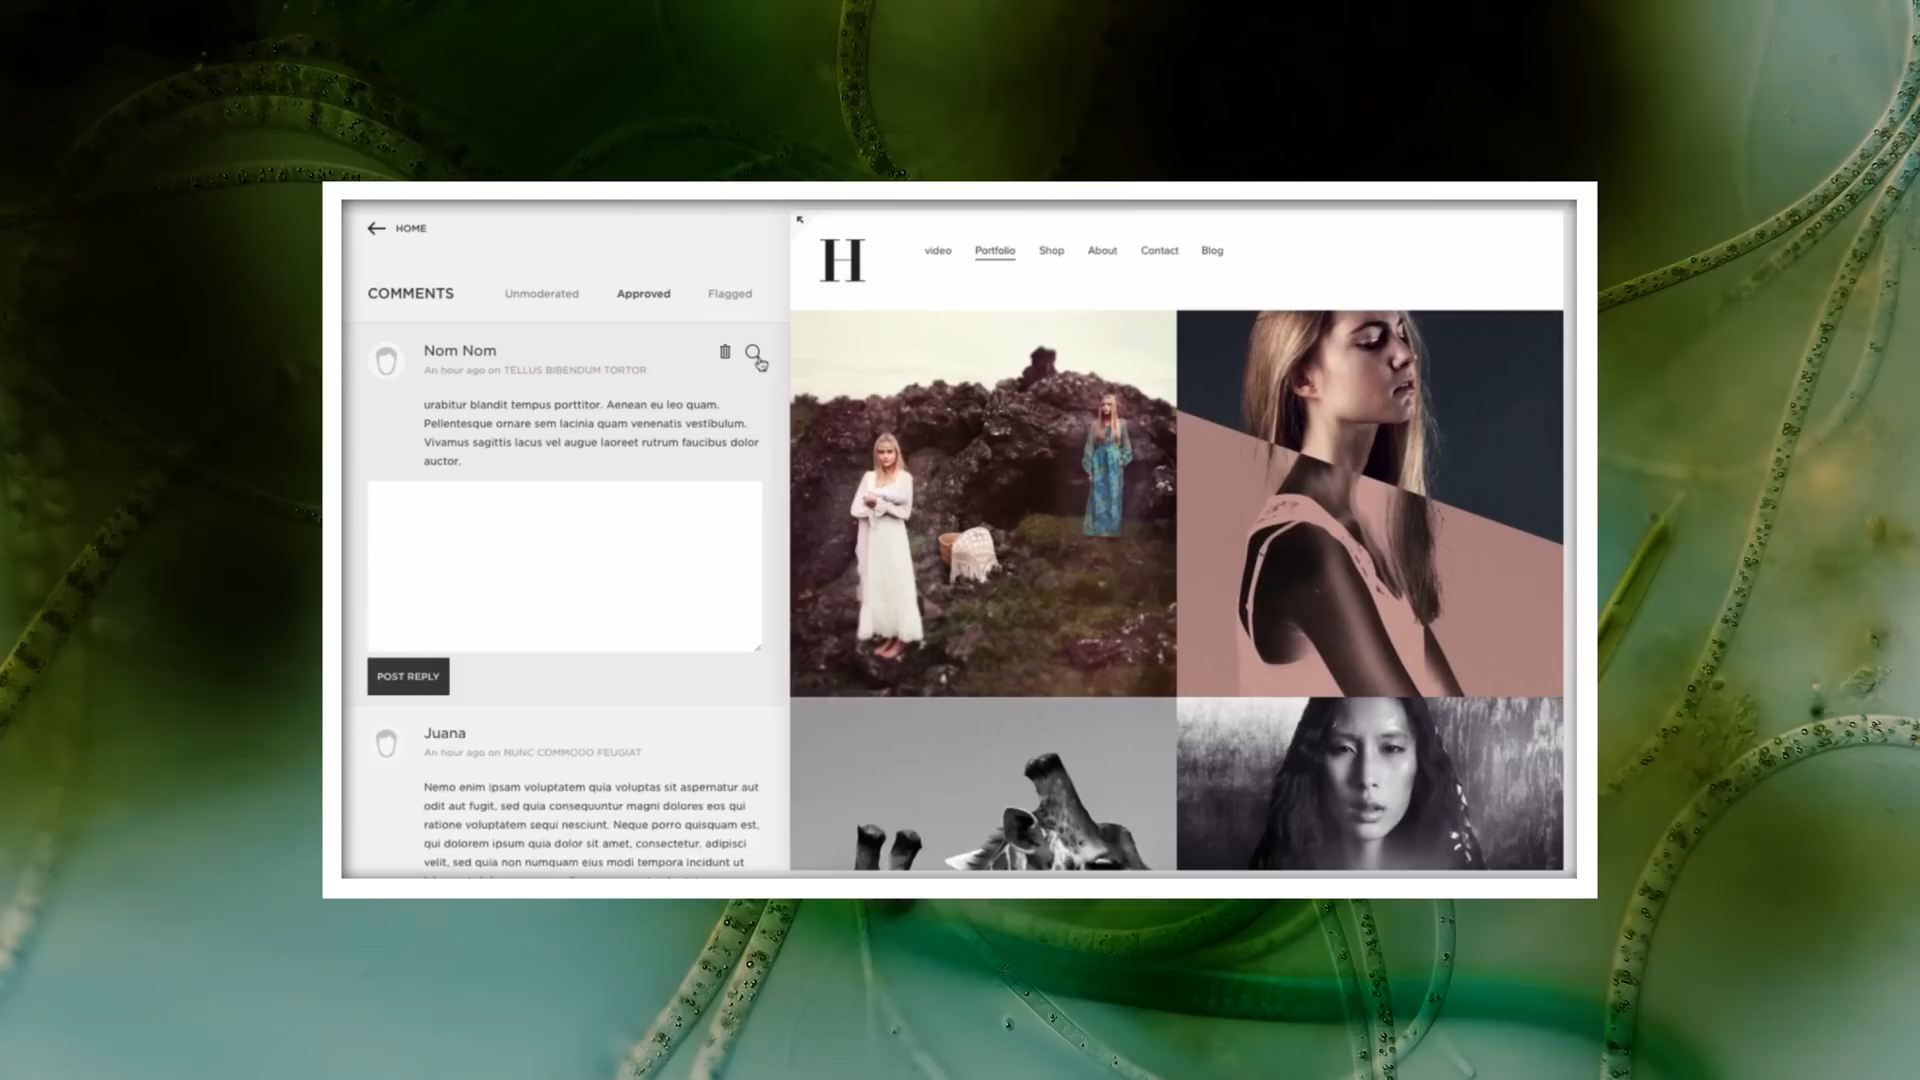 HOME
COMMENTS Unmoderated Approved Flagged
Nom Nom
An hour ago on TELLUS BIBENDUM TORTOR
urabitur blandit tempus porttitor. Aenean eu leo quam.
Pellentesque ornare sem lacinia quam venenatis vestibulum.
Vivamus sagittis lacus vel augue laoreet rutrum faucibus dolor
auctor.
POST REPLY
Juana
An hour ago on NUNC COMMODO FEUGIAT
Nemo enim ipsam voluptatem quia voluptas sit aspernatur aut
odit aut fugit, sed quia consequuntur magni dolores eos qui
ratione voluptatem sequi nesciunt. Neque porro quisquam est,
qui dolorem ipsum quia dolor sit amet, consectetur, adipisci
velit, sed quia non numquam eius modi tempora incidunt ut
H
video Portfolio Shop About Contact Blog